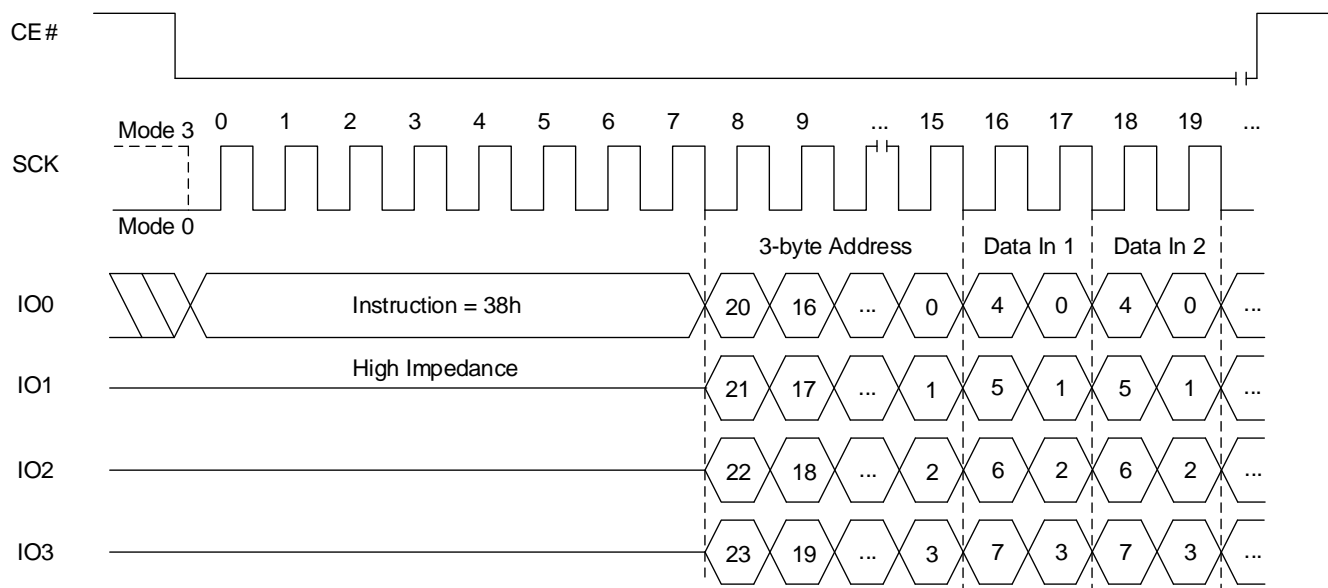 CE#
Mode 3 0 1 2 3 4 5 6 7 8 9 ... 15 16 17 18 19 ...
SCK
Mode 0
3-byte Address Data In 1 Data In 2
IO0 Instruction = 38h 20 16 ... 0 4 0 4 0 ...
High Impedance
IO1 21 17 ... 1 5 1 5 1 ...
IO2 22 18 ... 2 6 2 6 2 ...
IO3 23 19 ... 3 7 3 7 3 ...